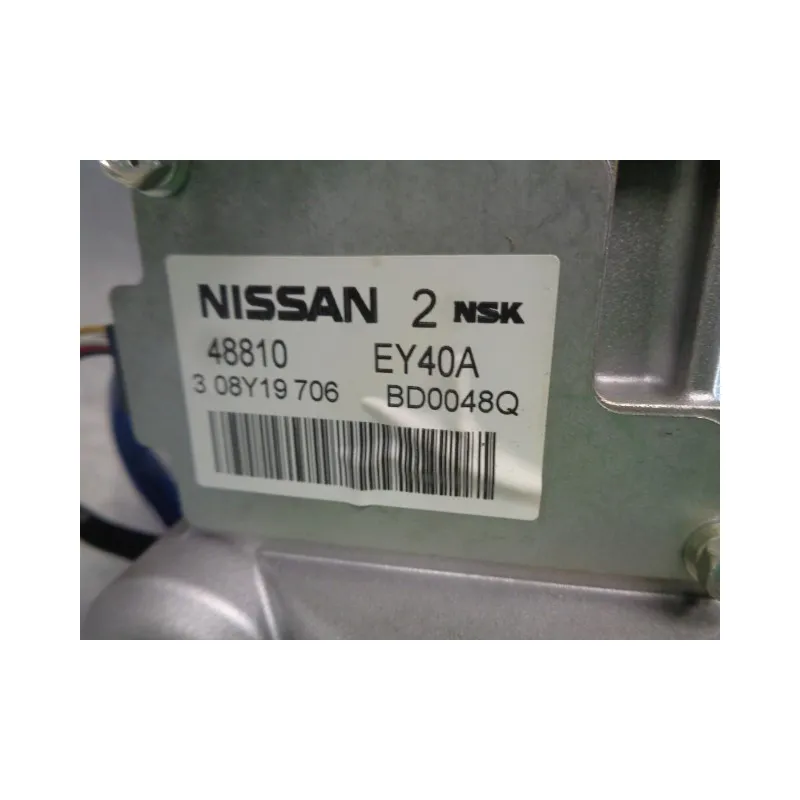 NISSAN 2 NSK
48810 EY40A
3 08Y19 706 BD0048Q